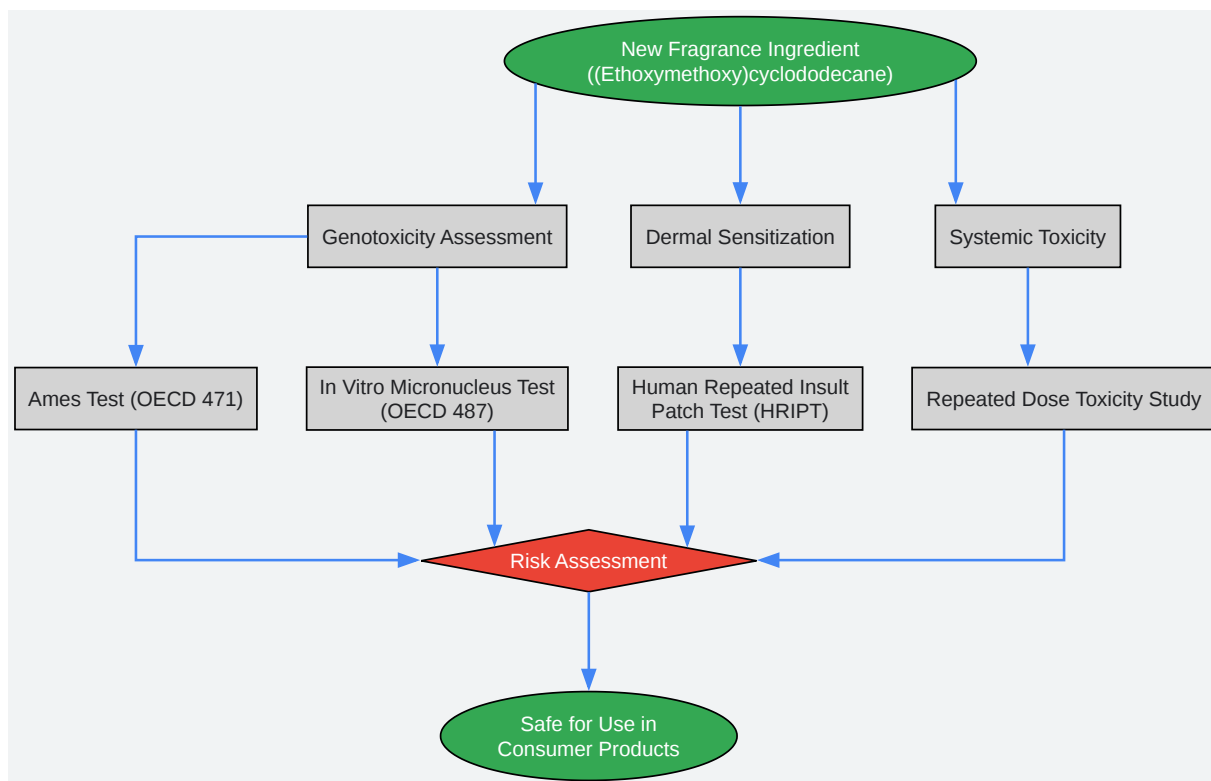 New Fragrance Ingredient
((Ethoxymethoxy)cyclododecane)
Genotoxicity Assessment
Dermal Sensitization
Systemic Toxicity
Ames Test (OECD 471)
In Vitro Micronucleus Test
(OECD 487)
Human Repeated Insult
Patch Test (HRIPT)
Repeated Dose Toxicity Study
Risk Assessment
Safe for Use in
Consumer Products